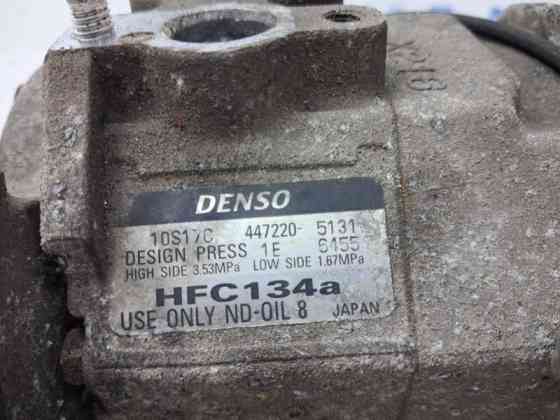 DENSO
10S17C 447220- 5131
DESIGN PRESS 1E 6155
HIGH SIDE 3.53MPa LOW SIDE 1.67MPa
HFC134a
USE ONLY ND-OIL 8 JAPAN